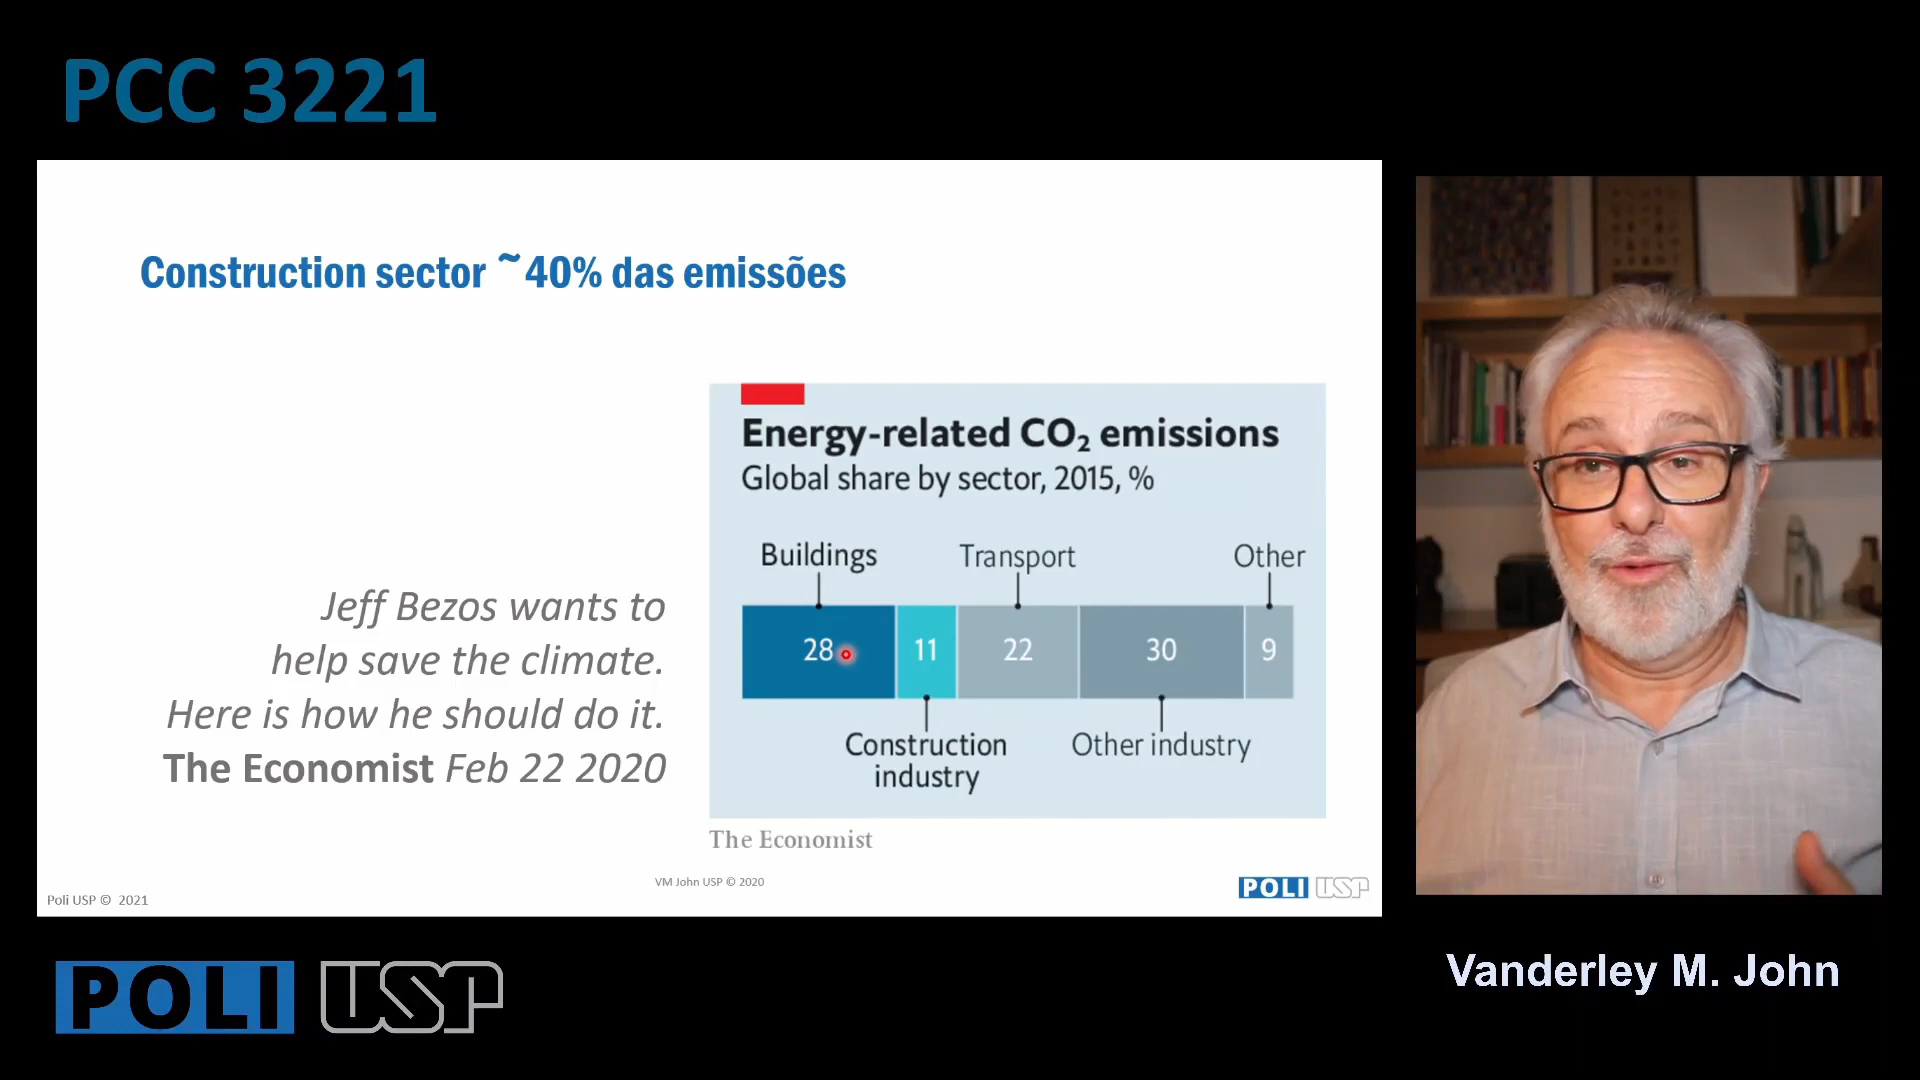 PCC 3221
Construction sector ~40% das emissões
Jeff Bezos wants to
help save the climate.
Here is how he should do it.
The Economist Feb 22 2020
Energy-related CO₂ emissions
Global share by sector, 2015, %
Buildings
Transport
Other
28
11
22
30
9
Construction
industry
Other industry
The Economist
VM John USP © 2020
Poli USP © 2021
POLI USP
POLI USP
Vanderley M. John